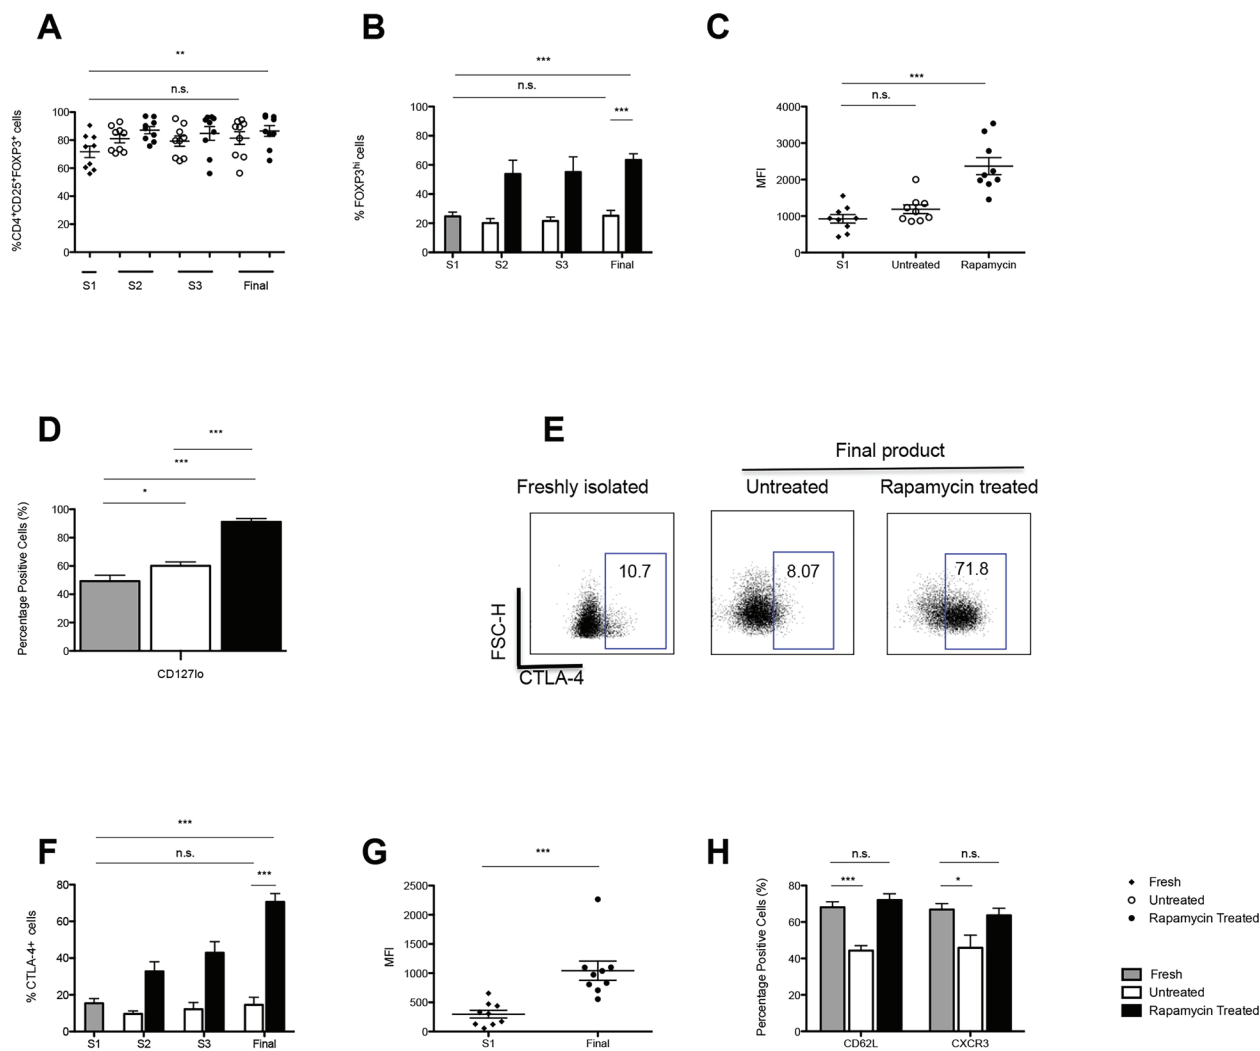 A
**
n.s.
%CD4+CD25+FOXP3+ cells
100
80
60
40
20
0
S1
S2
S3
Final
B
***
n.s.
***
% FOXP3hi cells
100
80
60
40
20
0
S1
S2
S3
Final
C
***
n.s.
MFI
4000
3000
2000
1000
0
S1
Untreated
Rapamycin
D
***
***
*
Percentage Positive Cells (%)
100
80
60
40
20
0
CD127lo
E
Final product
Freshly isolated
Untreated
Rapamycin treated
10.7
8.07
71.8
FSC-H
CTLA-4
F
***
n.s.
***
% CTLA-4+ cells
80
60
40
20
0
S1
S2
S3
Final
G
***
MFI
2500
2000
1500
1000
500
0
S1
Final
H
n.s.
n.s.
***
*
Percentage Positive Cells (%)
80
60
40
20
0
CD62L
CXCR3
Fresh
Untreated
Rapamycin Treated
Fresh
Untreated
Rapamycin Treated